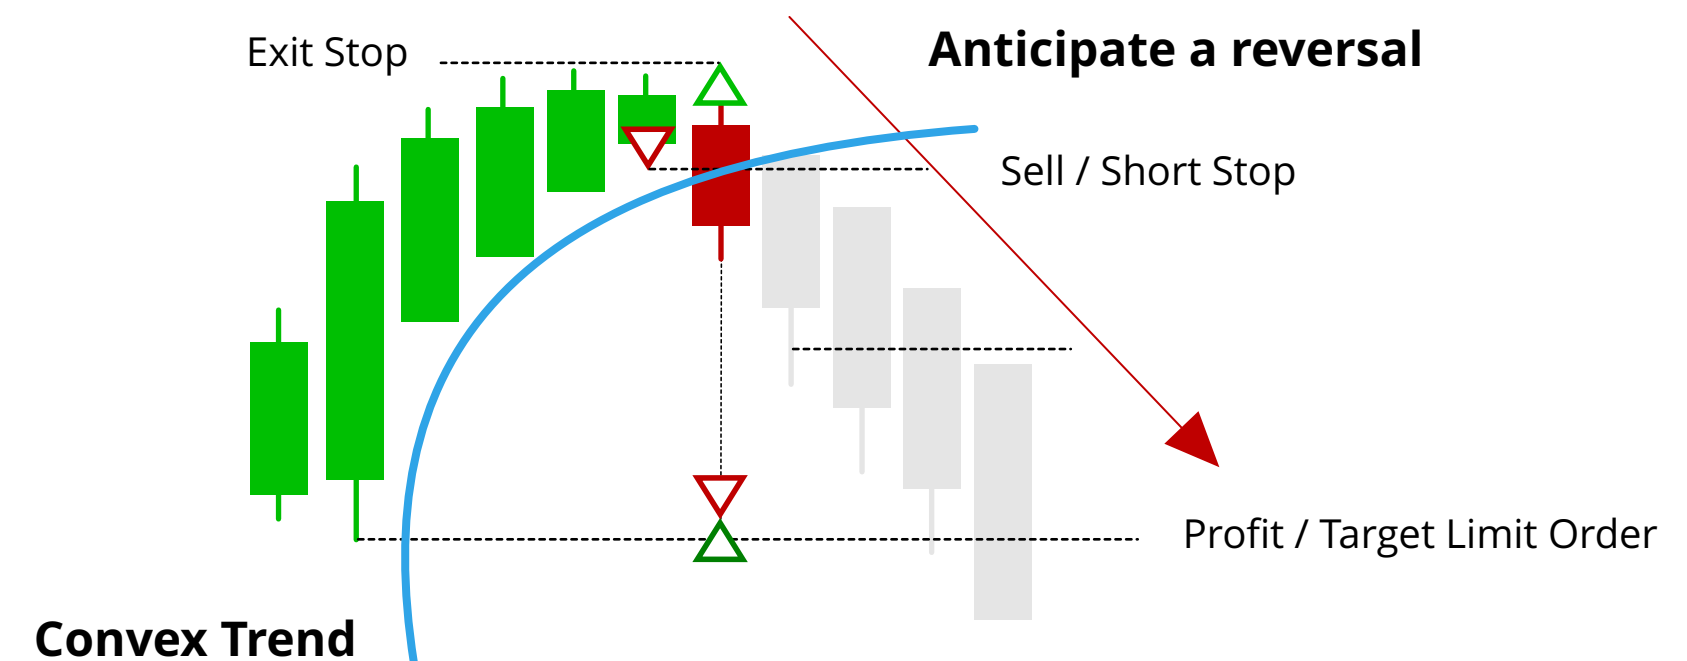 Exit Stop
Anticipate a reversal
Sell / Short Stop
Profit / Target Limit Order
Convex Trend